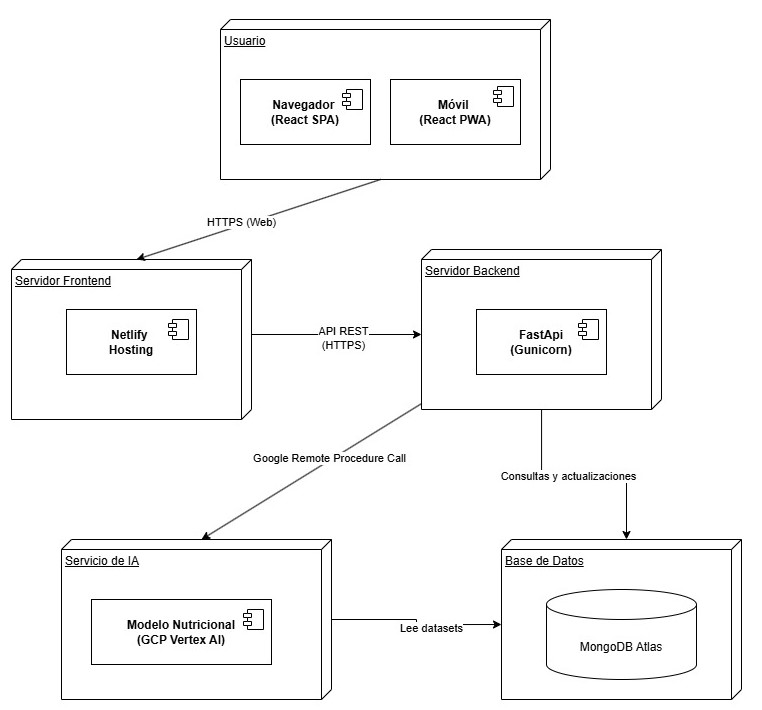 Usuario
Navegador
(React SPA)
Móvil
(React PWA)
HTTPS (Web)
Servidor Frontend
Netlify
Hosting
API REST
(HTTPS)
Servidor Backend
FastApi
(Gunicorn)
Google Remote Procedure Call
Consultas y actualizaciones
Servicio de IA
Modelo Nutricional
(GCP Vertex AI)
Lee datasets
Base de Datos
MongoDB Atlas